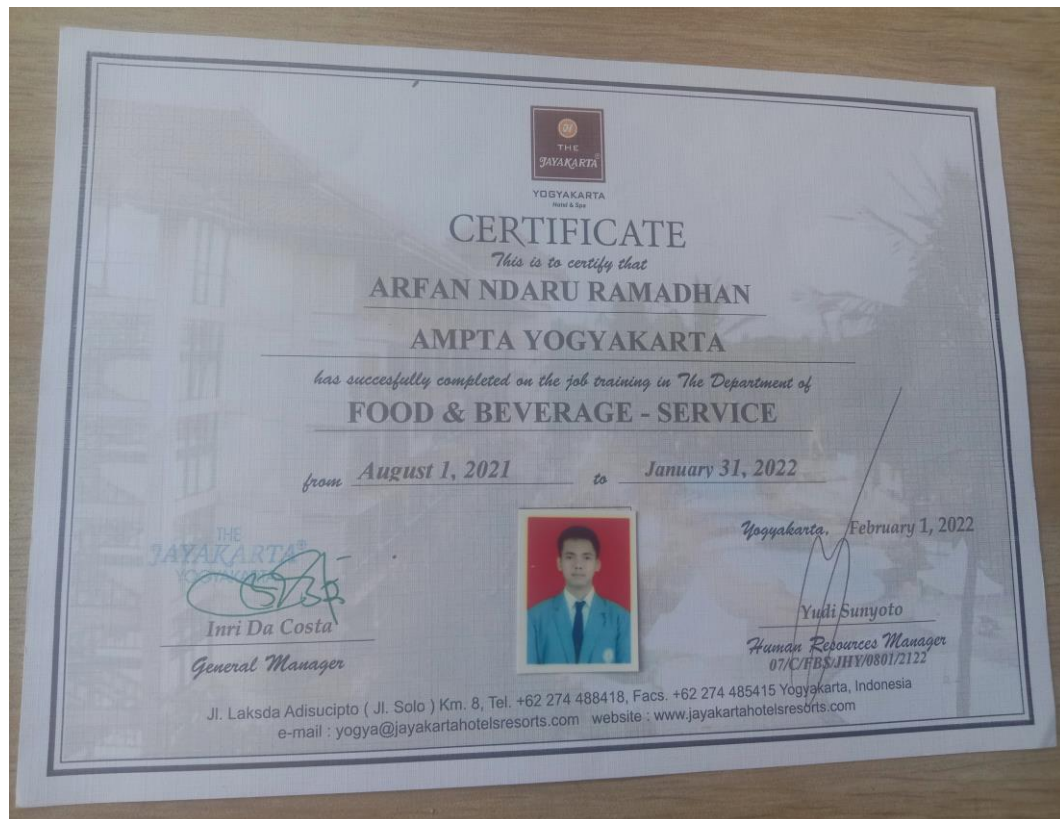 THE
JAYAKARTA®
YOGYAKARTA
Hotel & Spa
CERTIFICATE
This is to certify that
ARFAN NDARU RAMADHAN
AMPTA YOGYAKARTA
has succesfully completed on the job training in The Department of
FOOD & BEVERAGE - SERVICE
from August 1, 2021 to January 31, 2022
Yogyakarta, February 1, 2022
THE
JAYAKARTA®
YOGYAKARTA
Inri Da Costa
General Manager
Yudi Sunyoto
Human Resources Manager
07/C/FBS/JHY/0801/2122
Jl. Laksda Adisucipto ( Jl. Solo ) Km. 8, Tel. +62 274 488418, Facs. +62 274 485415 Yogyakarta, Indonesia
e-mail : yogya@jayakartahotelsresorts.com website : www.jayakartahotelsresorts.com